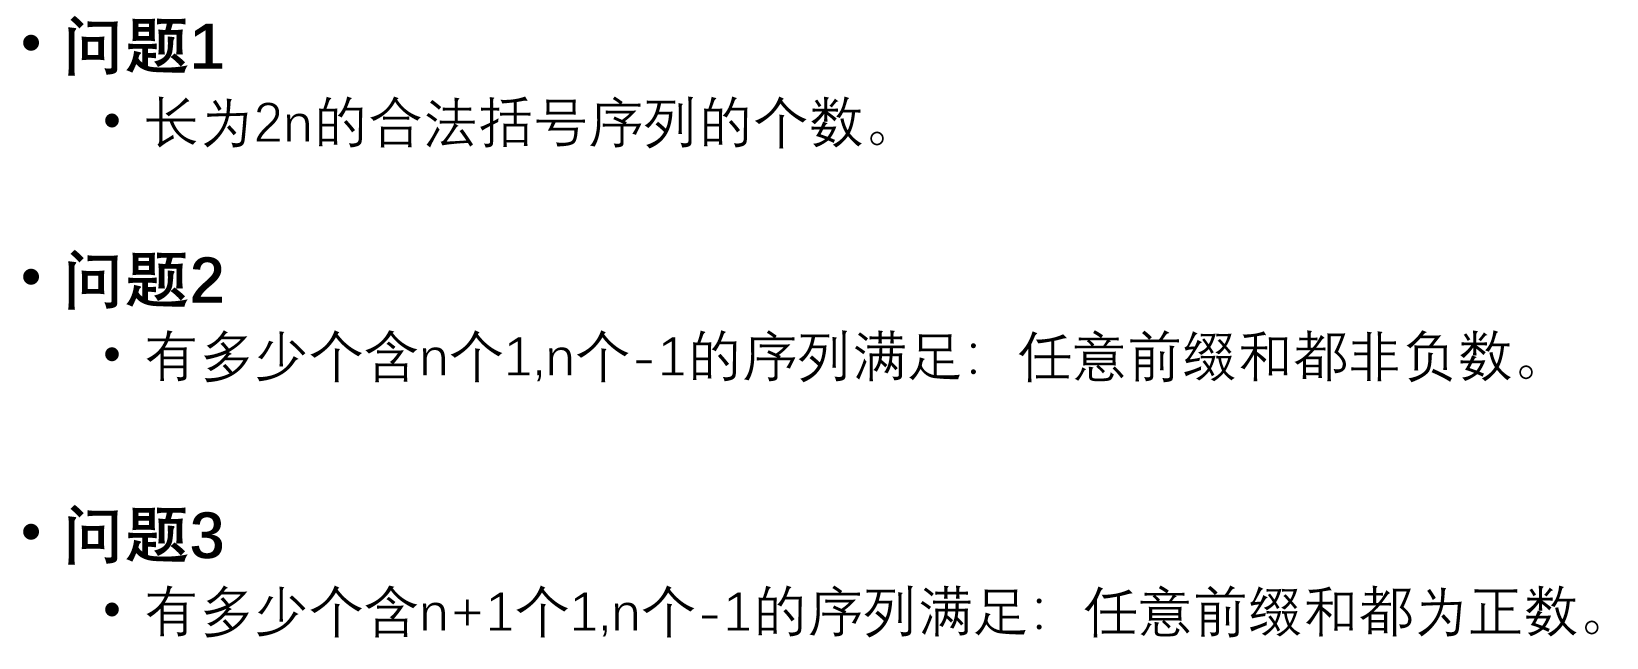 • 问题1
• 长为2n的合法括号序列的个数。
• 问题2
• 有多少个含n个1,n个-1的序列满足：任意前缀和都非负数。
• 问题3
• 有多少个含n+1个1,n个-1的序列满足：任意前缀和都为正数。